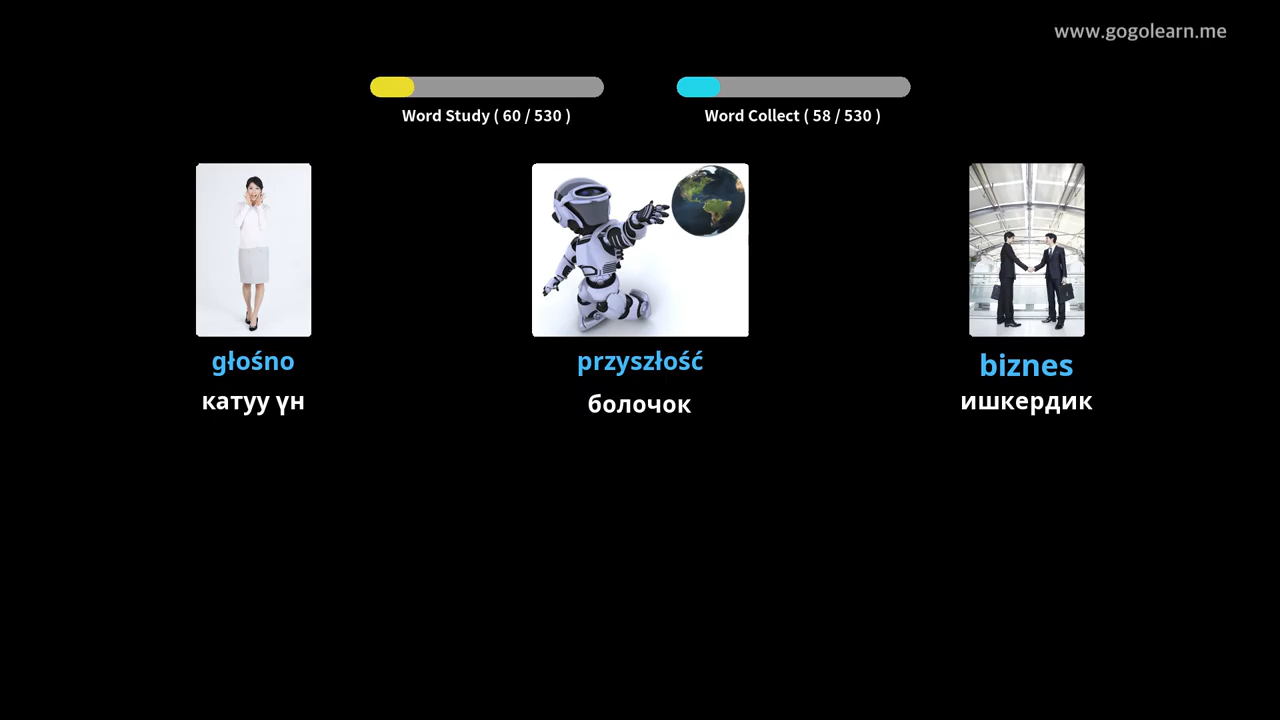 www.gogolearn.me
Word Study ( 60 / 530 )
Word Collect ( 58 / 530 )
głośno
przyszłość
biznes
катуу үн
болочок
ишкердик